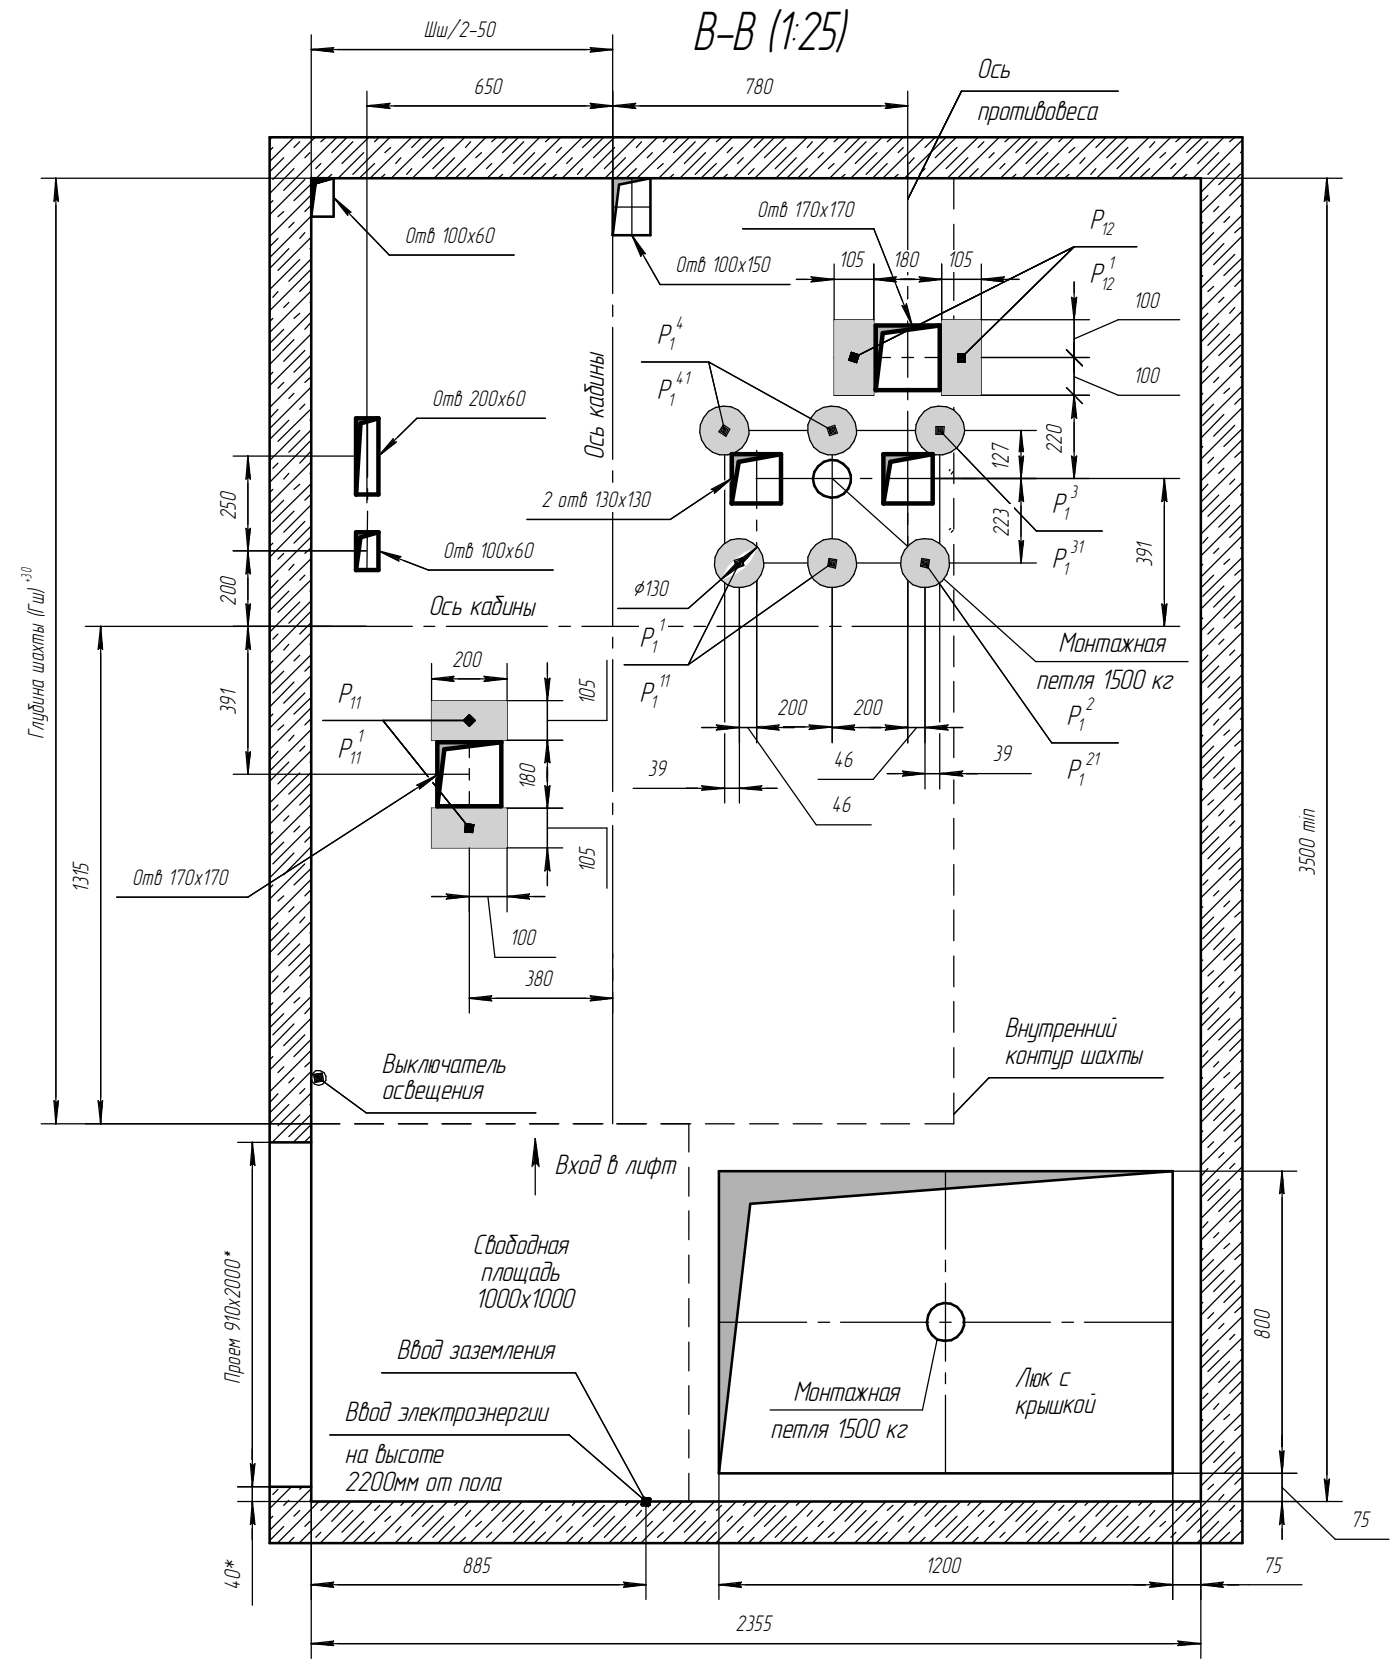 В-В (1:25)
Шш/2-50
650
780
Ось
противовеса
Отв 100х60
Отв 100х150
Отв 170х170
P12
P12^1
105
180
105
100
100
P1^4
P1^41
Ось кабины
Отв 200х60
2 отв 130х130
Отв 100х60
127
220
223
P1^3
P1^31
391
250
200
391
Ось кабины
⌀130
P1^1
P1^11
Монтажная
петля 1500 кг
P1^2
P1^21
Глубина шахты (Гш)+30
1315
200
105
P11
P11^1
180
105
Отв 170х170
200
200
39
46
46
39
100
380
3500 min
Выключатель
освещения
Внутренний
контур шахты
Вход в лифт
Проем 910х2000*
Свободная
площадь
1000х1000
Ввод заземления
Ввод электроэнергии
на высоте
2200мм от пола
Монтажная
петля 1500 кг
Люк с
крышкой
800
75
40*
885
1200
75
2355